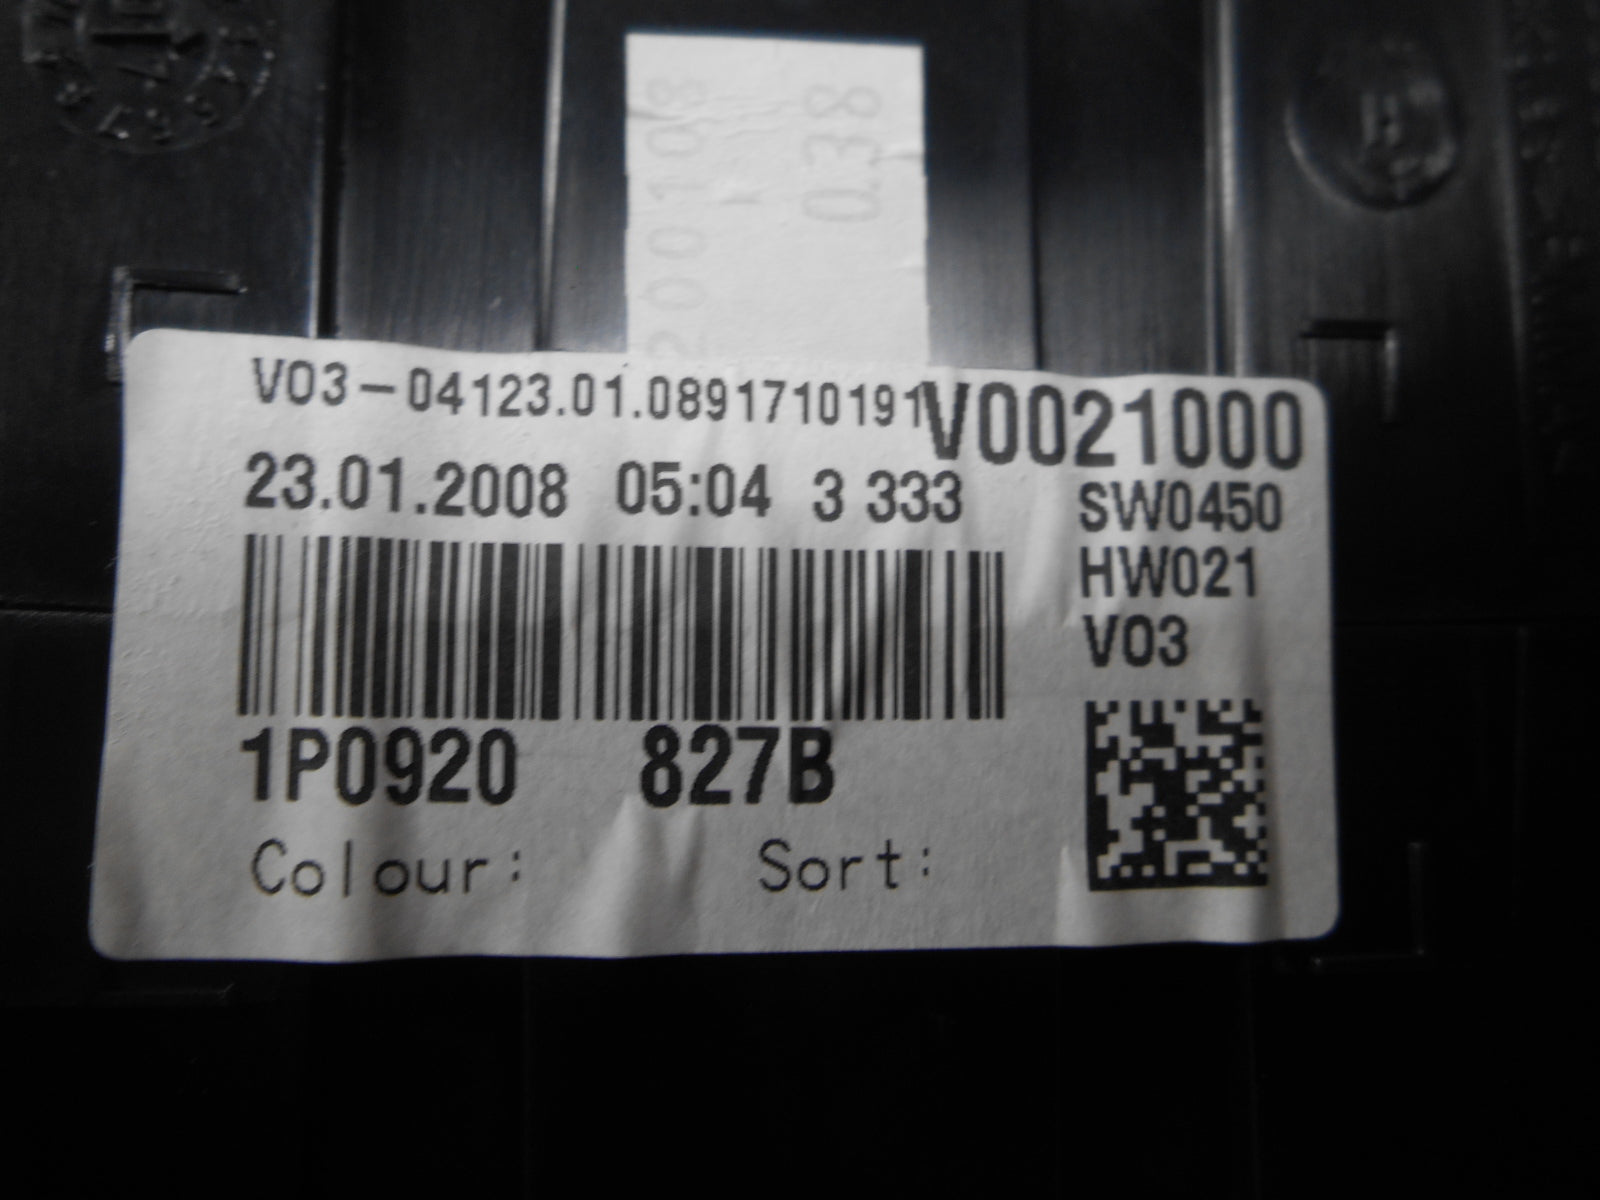 038
V03-04123.01.0891710191
V0021000
23.01.2008 05:04 3 333
SW0450
HW021
V03
1P0920 827B
Colour: Sort: